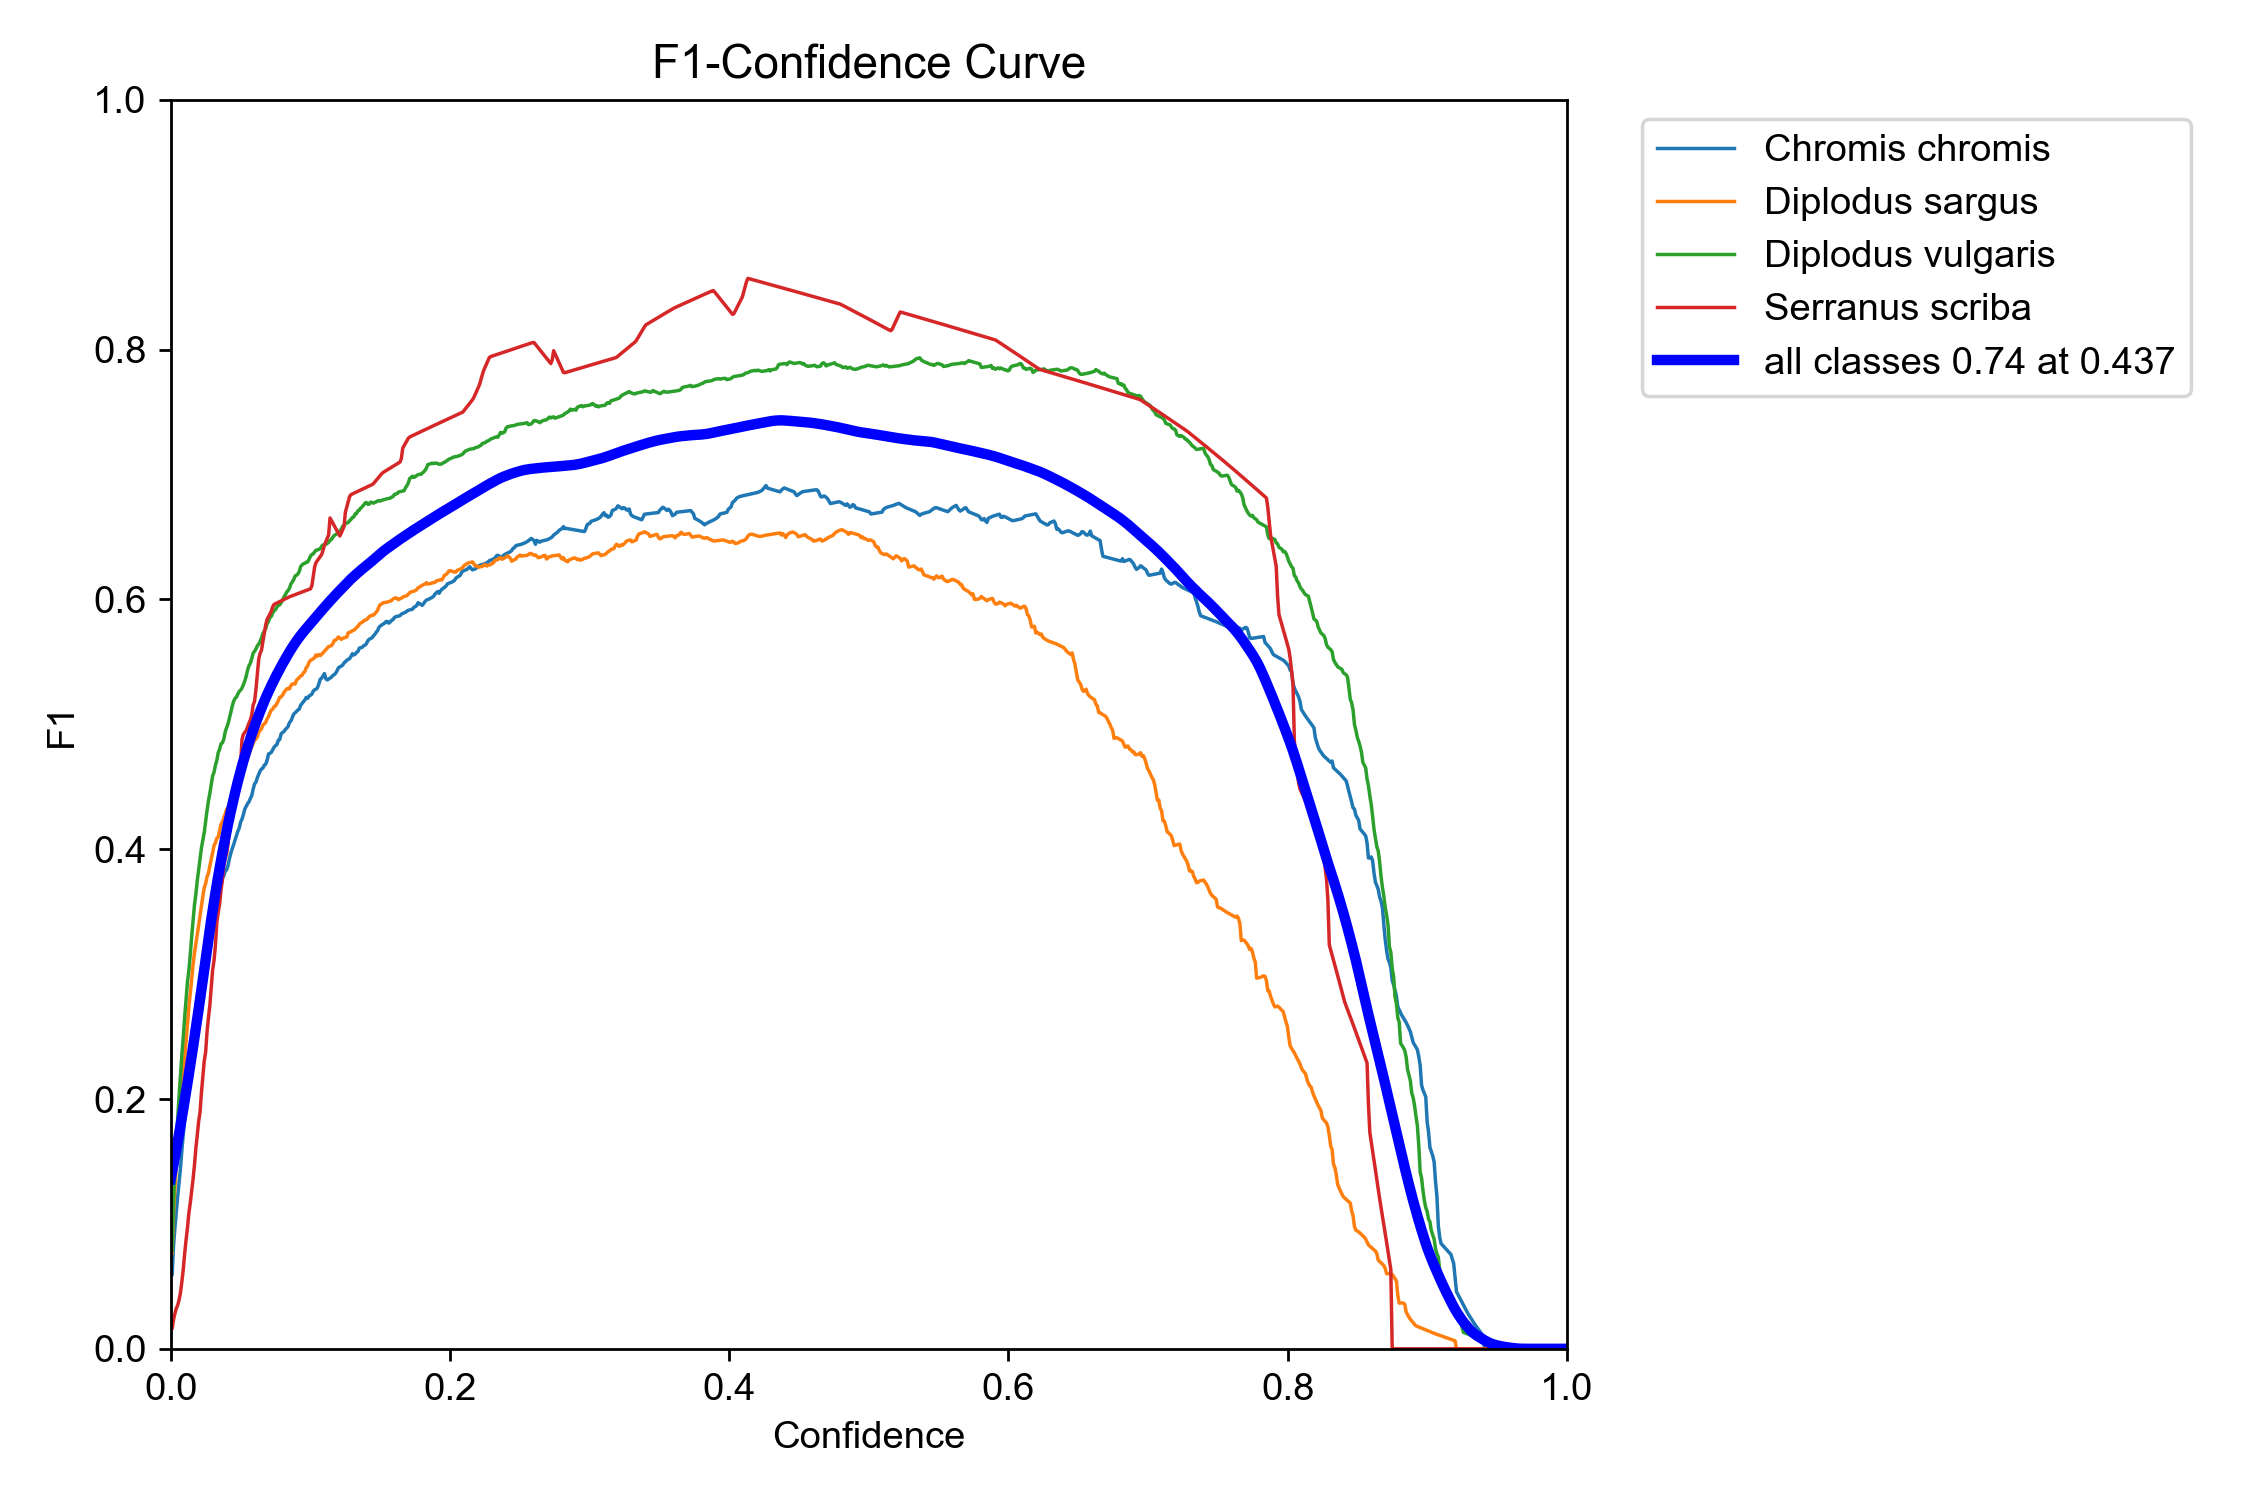 F1-Confidence Curve
1.0
0.8
0.6
0.4
0.2
0.0
F1
0.0 0.2 0.4 0.6 0.8 1.0
Confidence
Chromis chromis
Diplodus sargus
Diplodus vulgaris
Serranus scriba
all classes 0.74 at 0.437